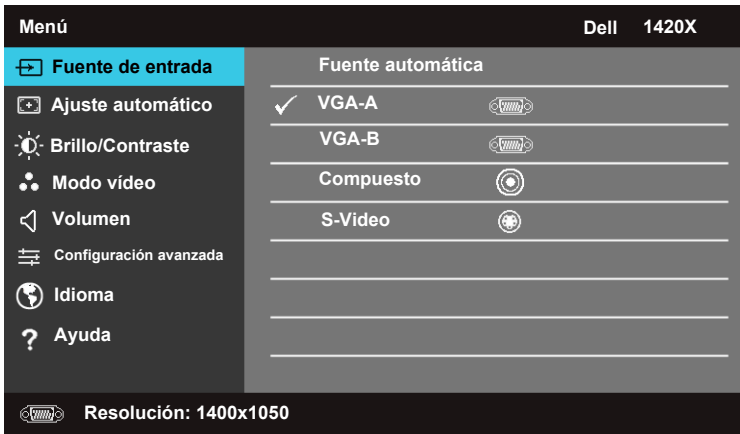 Menú
Dell 1420X
Fuente de entrada
Ajuste automático
Brillo/Contraste
Modo vídeo
Volumen
Configuración avanzada
Idioma
? Ayuda
Fuente automática
VGA-A
VGA-B
Compuesto
S-Video
Resolución: 1400x1050